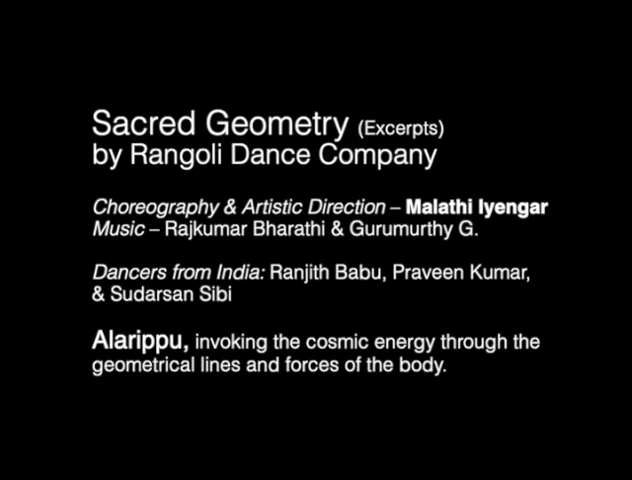 Sacred Geometry (Excerpts)
by Rangoli Dance Company
Choreography & Artistic Direction – Malathi Iyengar
Music – Rajkumar Bharathi & Gurumurthy G.
Dancers from India: Ranjith Babu, Praveen Kumar,
& Sudarsan Sibi
Alarippu, invoking the cosmic energy through the
geometrical lines and forces of the body.